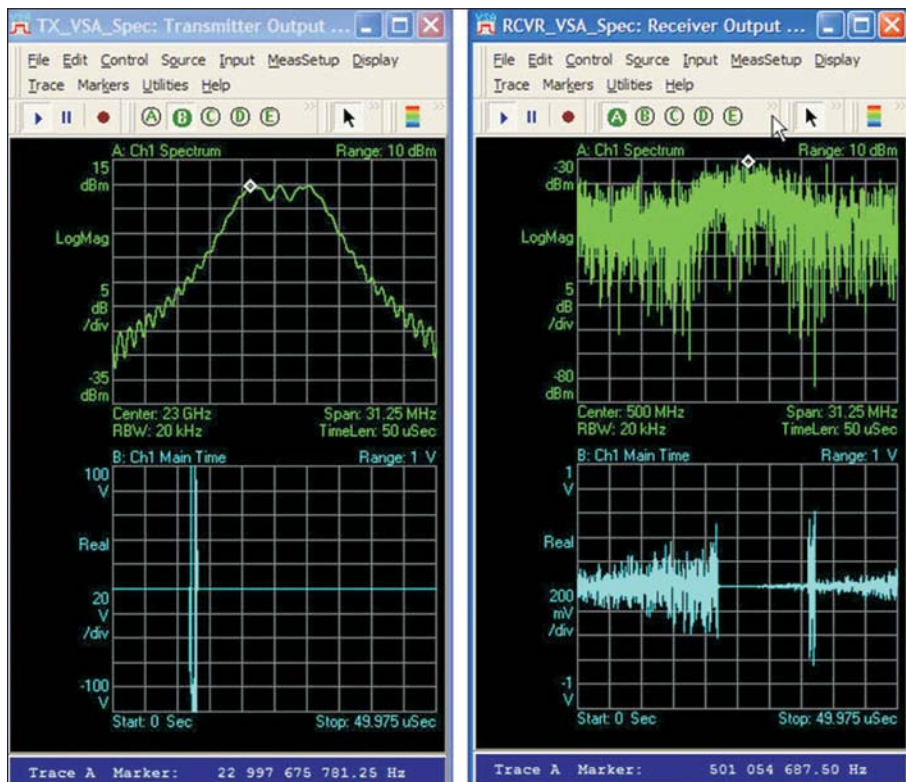 TX_VSA_Spec: Transmitter Output ...
File Edit Control Source Input MeasSetup Display
Trace Markers Utilities Help
A B C D E
A: Ch1 Spectrum Range: 10 dBm
15
dBm
LogMag
5
dB
/div
-35
dBm
Center: 23 GHz Span: 31.25 MHz
RBW: 20 kHz TimeLen: 50 uSec
B: Ch1 Main Time Range: 1 V
100
V
Real
20
V
/div
-100
V
Start: 0 Sec Stop: 49.975 uSec
Trace A Marker: 22 997 675 781.25 Hz
RCVR_VSA_Spec: Receiver Output ...
File Edit Control Source Input MeasSetup Display
Trace Markers Utilities Help
A B C D E
A: Ch1 Spectrum Range: 10 dBm
-30
dBm
LogMag
5
dB
/div
-80
dBm
Center: 500 MHz Span: 31.25 MHz
RBW: 20 kHz TimeLen: 50 uSec
B: Ch1 Main Time Range: 1 V
1
V
Real
200
mV
/div
-1
V
Start: 0 Sec Stop: 49.975 uSec
Trace A Marker: 501 054 687.50 Hz